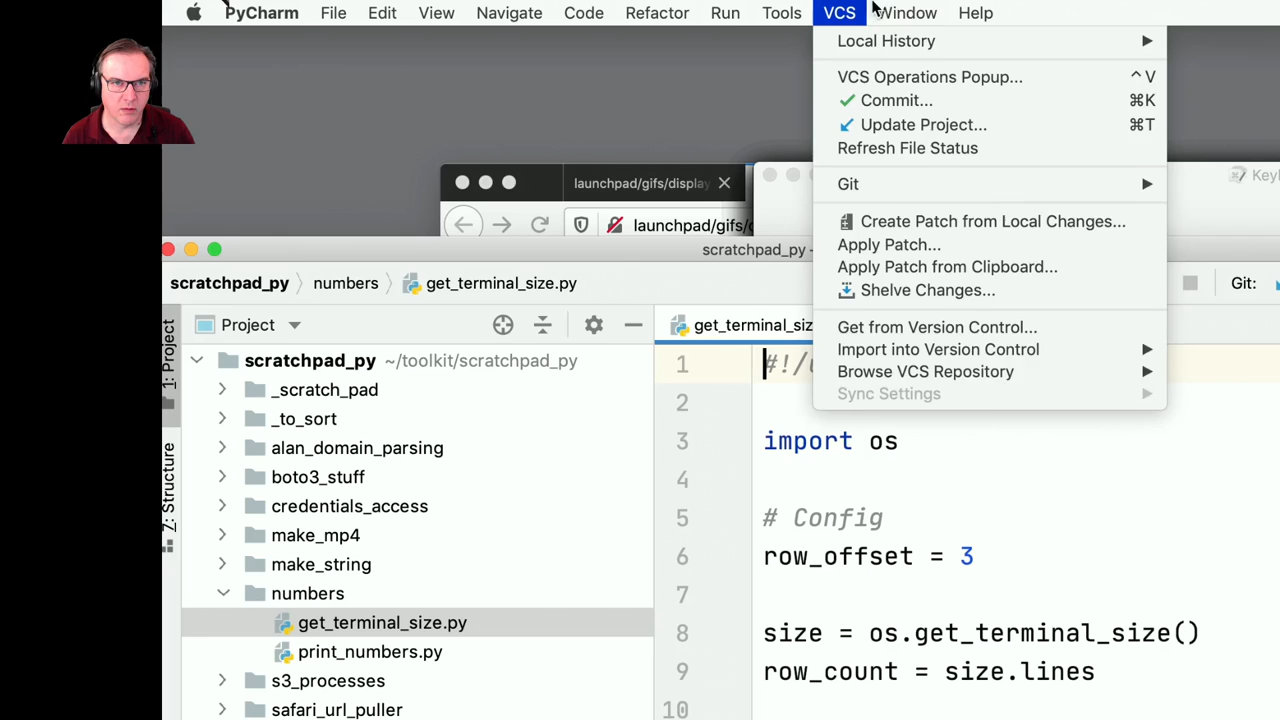 PyCharm File Edit View Navigate Code Refactor Run Tools VCS Window Help
Local History
VCS Operations Popup... ^ V
Commit... ⌘K
Update Project... ⌘T
Refresh File Status
Git
Create Patch from Local Changes...
Apply Patch...
Apply Patch from Clipboard...
Shelve Changes...
Get from Version Control...
Import into Version Control
Browse VCS Repository
Sync Settings
launchpad/gifs/display
launchpad/gifs/
scratchpad_py
scratchpad_py numbers get_terminal_size.py
Git:
Project
get_terminal_siz
1: Project
Z: Structure
scratchpad_py ~/toolkit/scratchpad_py
_scratch_pad
_to_sort
alan_domain_parsing
boto3_stuff
credentials_access
make_mp4
make_string
numbers
get_terminal_size.py
print_numbers.py
s3_processes
safari_url_puller
1 #!/
2
3 import os
4
5 # Config
6 row_offset = 3
7
8 size = os.get_terminal_size()
9 row_count = size.lines
10